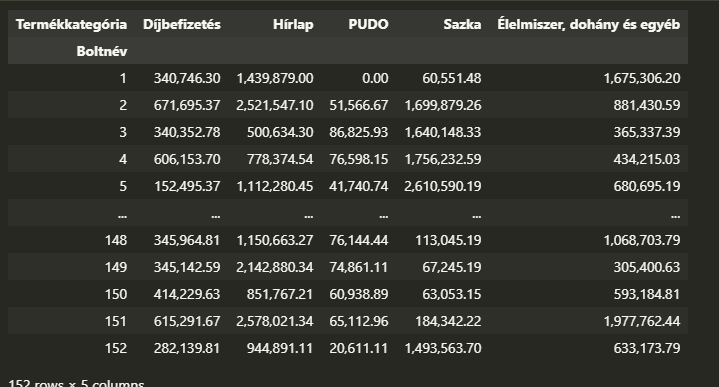 Termékkategória Díjbefizetés Hírlap PUDO Sazka Élelmiszer, dohány és egyéb
Boltnév
1 340,746.30 1,439,879.00 0.00 60,551.48 1,675,306.20
2 671,695.37 2,521,547.10 51,566.67 1,699,879.26 881,430.59
3 340,352.78 500,634.30 86,825.93 1,640,148.33 365,337.39
4 606,153.70 778,374.54 76,598.15 1,756,232.59 434,215.03
5 152,495.37 1,112,280.45 41,740.74 2,610,590.19 680,695.19
... ... ... ... ... ...
148 345,964.81 1,150,663.27 76,144.44 113,045.19 1,068,703.79
149 345,142.59 2,142,880.34 74,861.11 67,245.19 305,400.63
150 414,229.63 851,767.21 60,938.89 63,053.15 593,184.81
151 615,291.67 2,578,021.34 65,112.96 184,342.22 1,977,762.44
152 282,139.81 944,891.11 20,611.11 1,493,563.70 633,173.79
152 rows × 5 columns